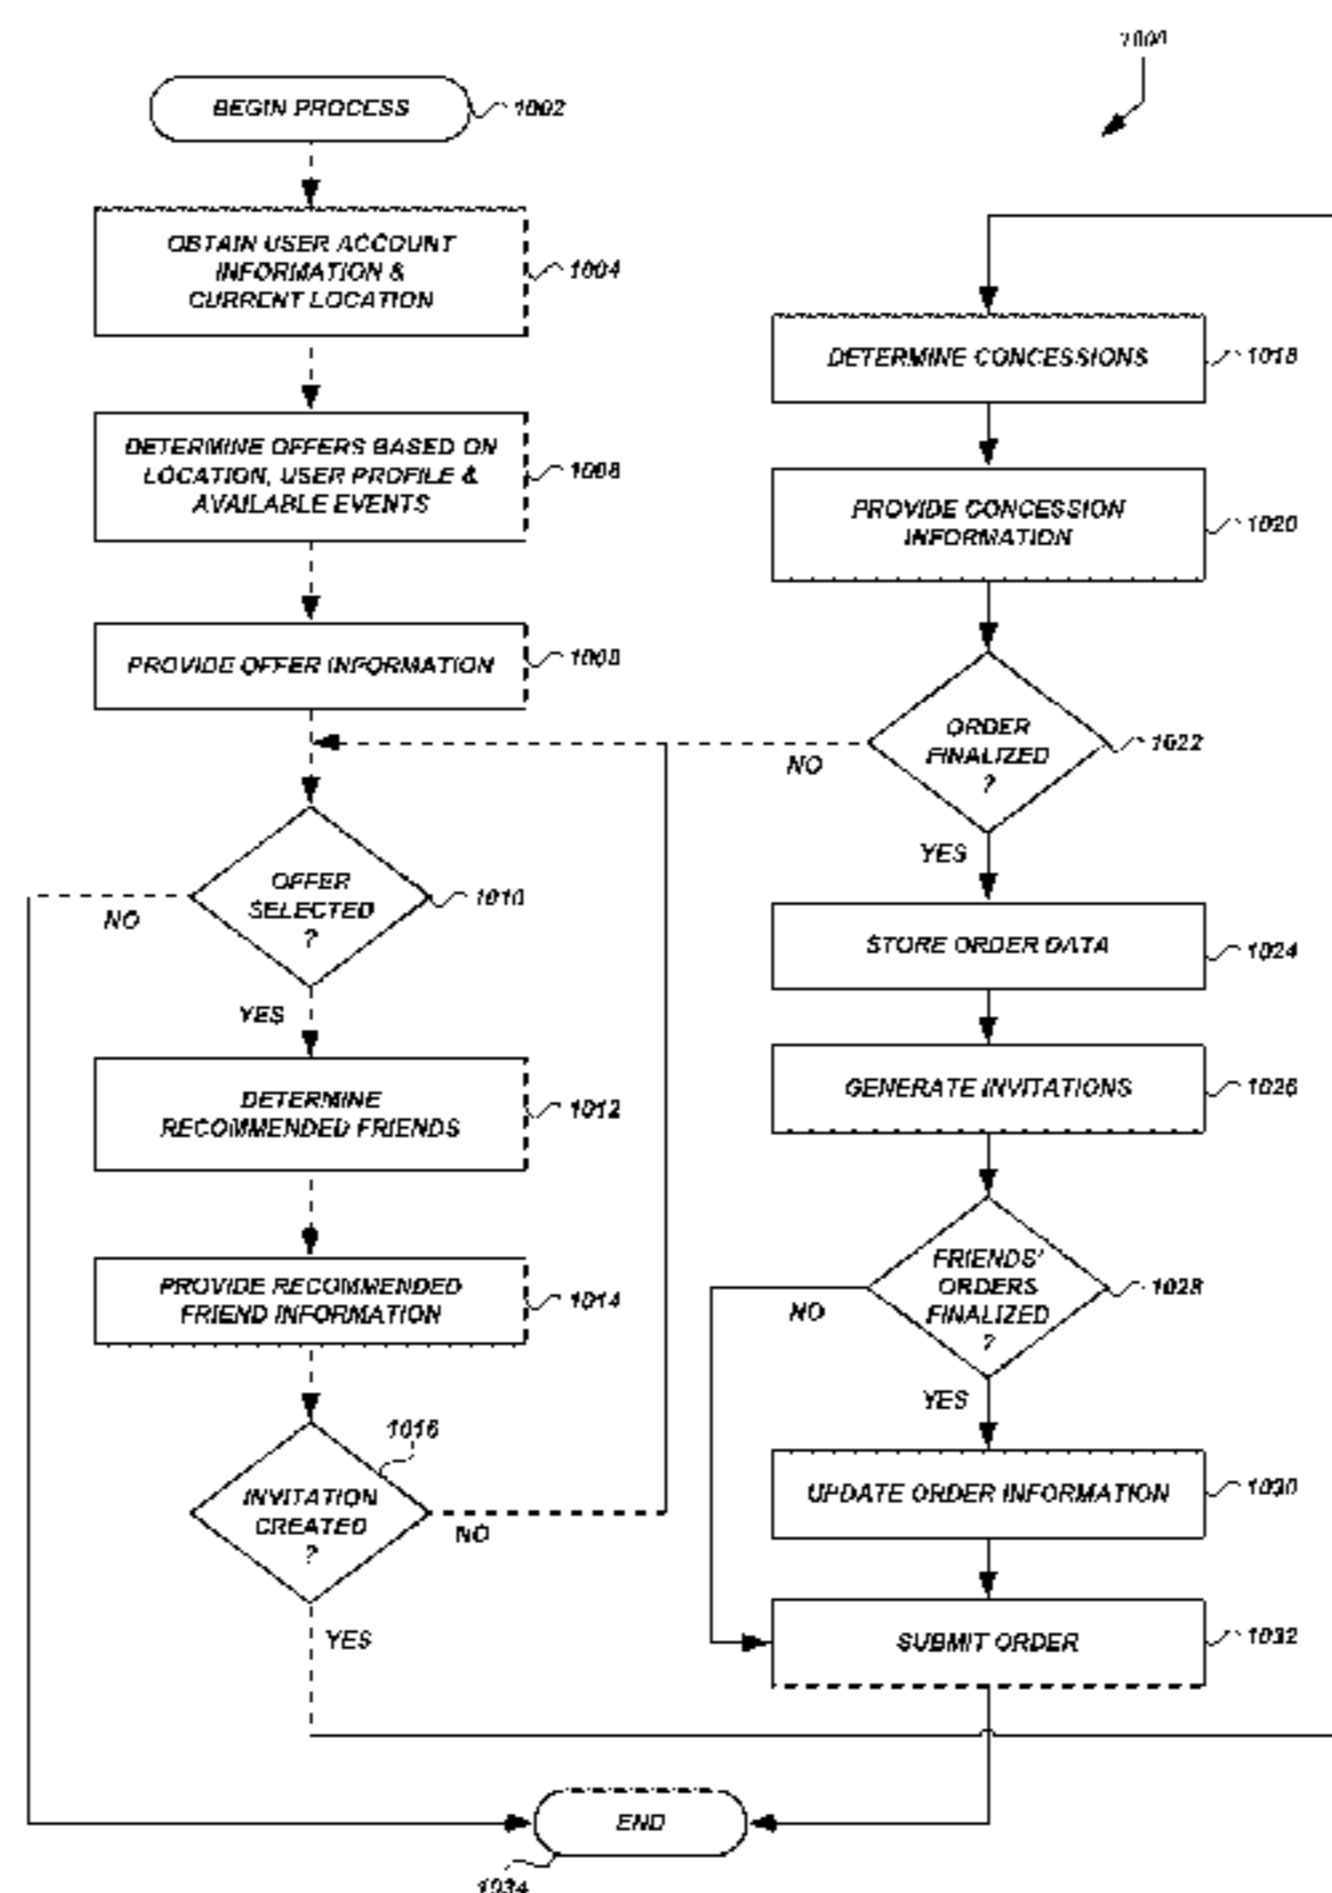 1000
BEGIN PROCESS
1002
OBTAIN USER ACCOUNT
INFORMATION &
CURRENT LOCATION
1004
DETERMINE OFFERS BASED ON
LOCATION, USER PROFILE &
AVAILABLE EVENTS
PROVIDE OFFER INFORMATION
1008
OFFER
SELECTED
?
1010
NO
YES
DETERMINE
RECOMMENDED FRIENDS
1012
PROVIDE RECOMMENDED
FRIEND INFORMATION
1014
1016
INVITATION
CREATED
?
NO
YES
DETERMINE CONCESSIONS
1018
PROVIDE CONCESSION
INFORMATION
1020
ORDER
FINALIZED
?
1022
NO
YES
STORE ORDER DATA
1024
GENERATE INVITATIONS
1026
FRIENDS'
ORDERS
FINALIZED
?
1028
NO
YES
UPDATE ORDER INFORMATION
1030
SUBMIT ORDER
1032
END
1034